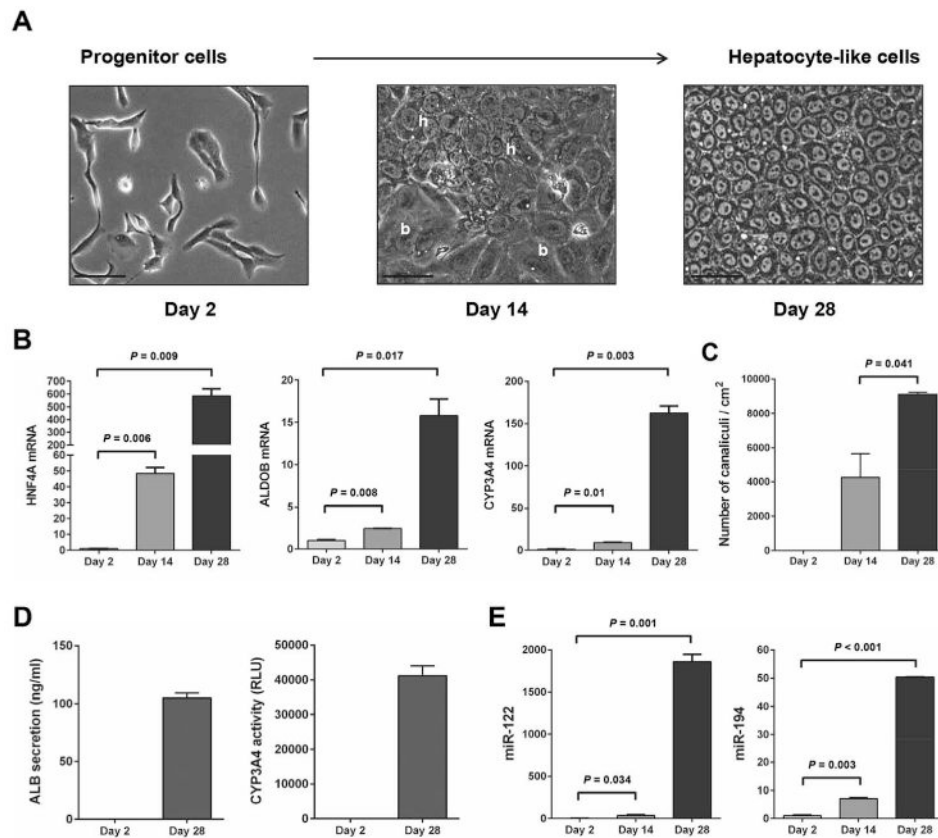 A
Progenitor cells
Hepatocyte-like cells
h
h
b
b
Day 2
Day 14
Day 28
B
P = 0.009
P = 0.006
HNF4A mRNA
700
600
500
400
300
200
50
40
30
20
10
0
Day 2 Day 14 Day 28
P = 0.017
P = 0.008
ALDOB mRNA
20
15
10
5
0
Day 2 Day 14 Day 28
P = 0.003
P = 0.01
CYP3A4 mRNA
200
150
100
50
0
Day 2 Day 14 Day 28
C
P = 0.041
Number of canaliculi / cm²
10000
8000
6000
4000
2000
0
Day 2 Day 14 Day 28
D
ALB secretion (ng/ml)
150
100
50
0
Day 2 Day 28
CYP3A4 activity (RLU)
50000
40000
30000
20000
10000
0
Day 2 Day 28
E
P = 0.001
P = 0.034
miR-122
2000
1500
1000
500
0
Day 2 Day 14 Day 28
P < 0.001
P = 0.003
miR-194
60
50
40
30
20
10
0
Day 2 Day 14 Day 28